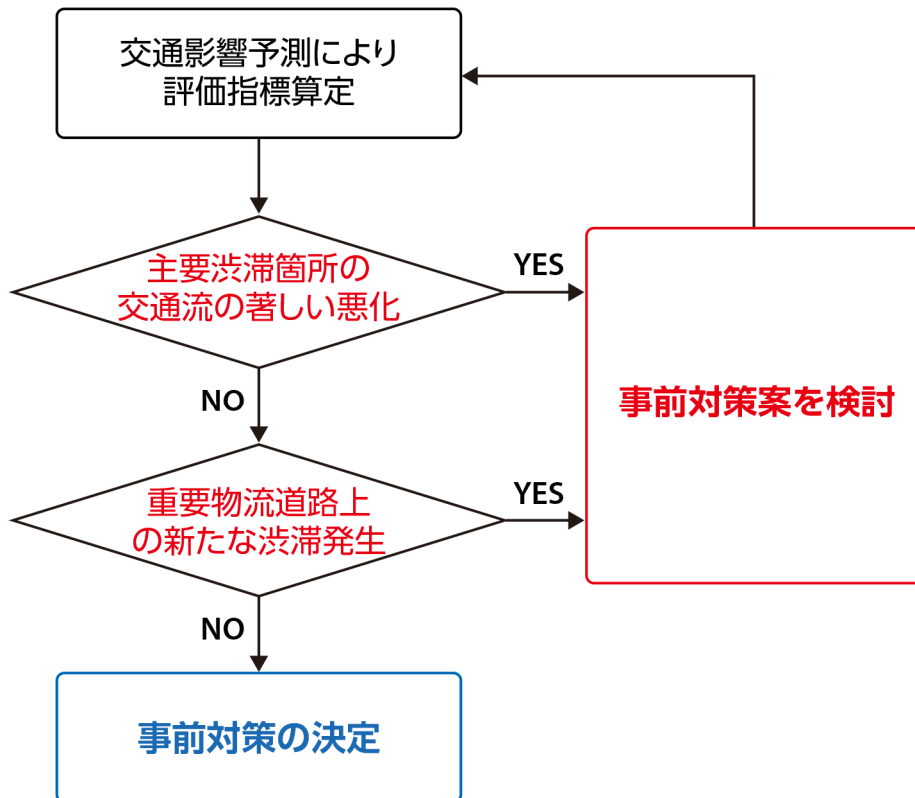 交通影響予測により
評価指標算定
主要渋滞箇所の
交通流の著しい悪化
YES
NO
事前対策案を検討
重要物流道路上
の新たな渋滞発生
YES
NO
事前対策の決定